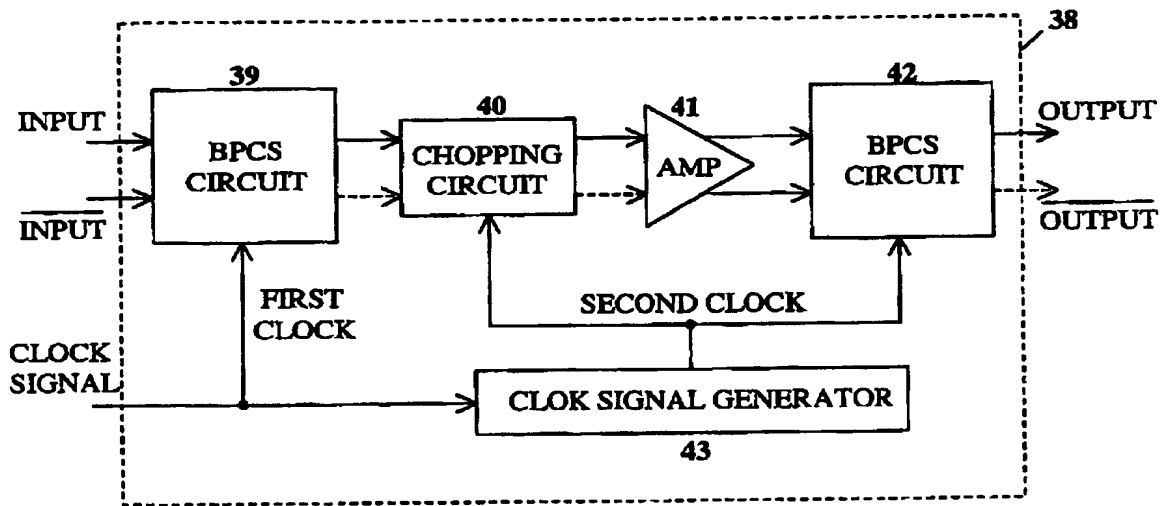 38
39
40
41
42
INPUT
INPUT
BPCS
CIRCUIT
CHOPPING
CIRCUIT
AMP
BPCS
CIRCUIT
OUTPUT
OUTPUT
FIRST
CLOCK
SECOND CLOCK
CLOCK
SIGNAL
CLOK SIGNAL GENERATOR
43